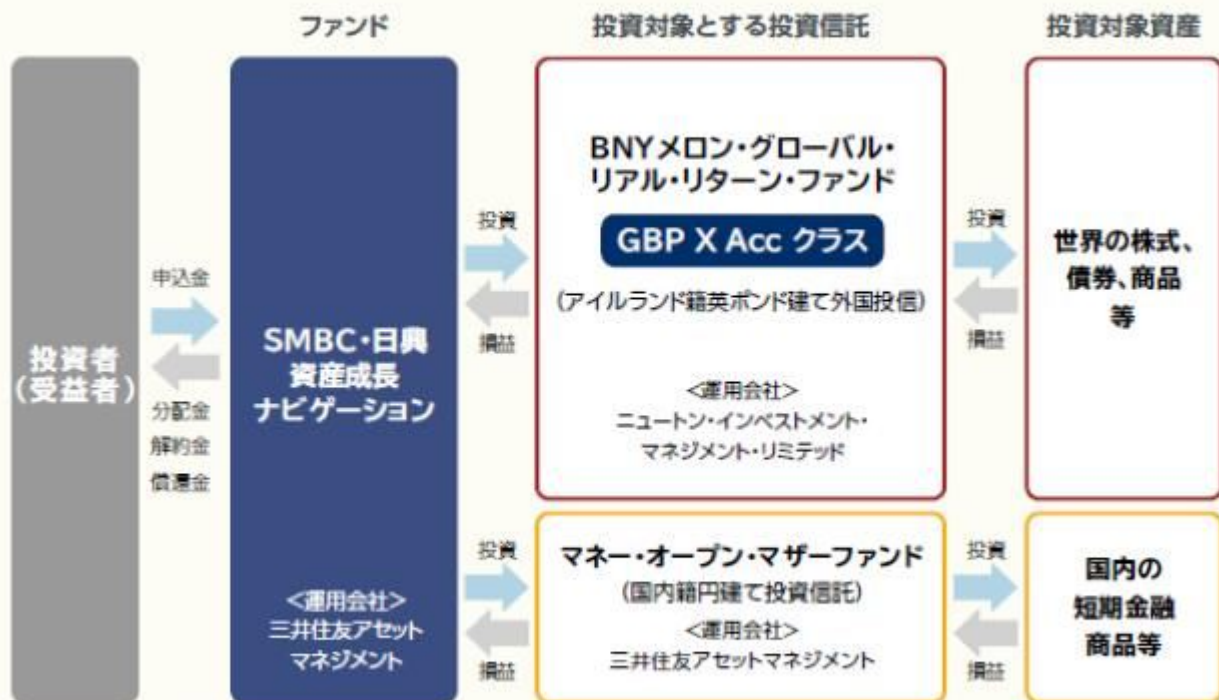 ファンド
投資対象とする投資信託
投資対象資産
投資者
(受益者)
申込金
分配金
解約金
償還金
SMBC・日興
資産成長
ナビゲーション
<運用会社>
三井住友アセット
マネジメント
投資
損益
BNYメロン・グローバル・
リアル・リターン・ファンド
GBP X Acc クラス
(アイルランド籍英ポンド建て外国投信)
<運用会社>
ニュートン・インベストメント・
マネジメント・リミテッド
投資
損益
世界の株式、
債券、商品
等
投資
損益
マネー・オープン・マザーファンド
(国内籍円建て投資信託)
<運用会社>
三井住友アセットマネジメント
投資
損益
国内の
短期金融
商品等